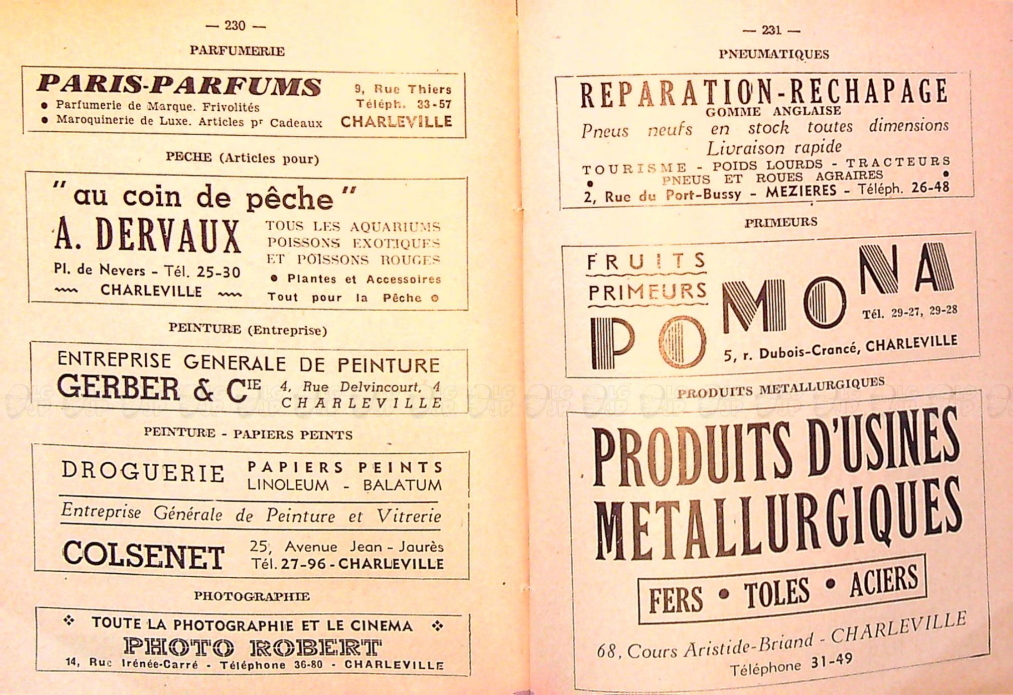 — 230 —
PARFUMERIE
PARIS-PARFUMS
9, Rue Thiers
• Parfumerie de Marque. Frivolités
Téléph. 33-57
• Maroquinerie de Luxe. Articles pr Cadeaux
CHARLEVILLE
PECHE (Articles pour)
"au coin de pêche"
A. DERVAUX
TOUS LES AQUARIUMS
POISSONS EXOTIQUES
ET POISSONS ROUGES
Pl. de Nevers - Tél. 25-30
• Plantes et Accessoires
CHARLEVILLE
Tout pour la Pêche
PEINTURE (Entreprise)
ENTREPRISE GENERALE DE PEINTURE
GERBER & CIE
4, Rue Delvincourt, 4
CHARLEVILLE
PEINTURE - PAPIERS PEINTS
DROGUERIE
PAPIERS PEINTS
LINOLEUM - BALATUM
Entreprise Générale de Peinture et Vitrerie
COLSENET
25, Avenue Jean-Jaurès
Tél. 27-96 - CHARLEVILLE
PHOTOGRAPHIE
TOUTE LA PHOTOGRAPHIE ET LE CINEMA
PHOTO ROBERT
14, Rue Irénée-Carré - Téléphone 36-80 - CHARLEVILLE
— 231 —
PNEUMATIQUES
REPARATION-RECHAPAGE
GOMME ANGLAISE
Pneus neufs en stock toutes dimensions
Livraison rapide
TOURISME - POIDS LOURDS - TRACTEURS
• PNEUS ET ROUES AGRAIRES •
2, Rue du Port-Bussy - MEZIERES - Téléph. 26-48
PRIMEURS
FRUITS
PRIMEURS
POMONA
Tél. 29-27, 29-28
5, r. Dubois-Crancé, CHARLEVILLE
PRODUITS METALLURGIQUES
PRODUITS D'USINES
METALLURGIQUES
FERS • TOLES • ACIERS
68, Cours Aristide-Briand - CHARLEVILLE
Téléphone 31-49